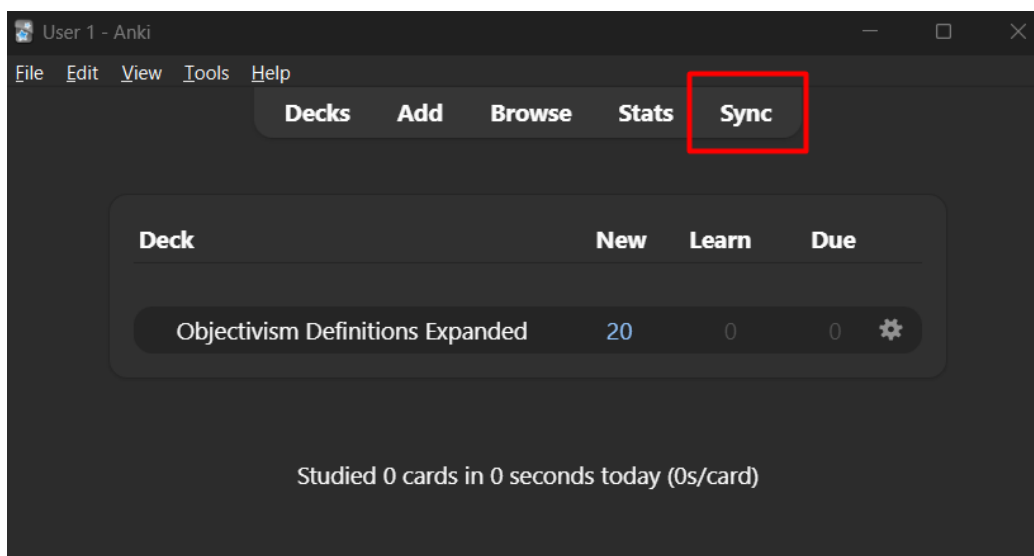 User 1 - Anki
File Edit View Tools Help
Decks Add Browse Stats Sync
Deck New Learn Due
Objectivism Definitions Expanded 20 0 0
Studied 0 cards in 0 seconds today (0s/card)